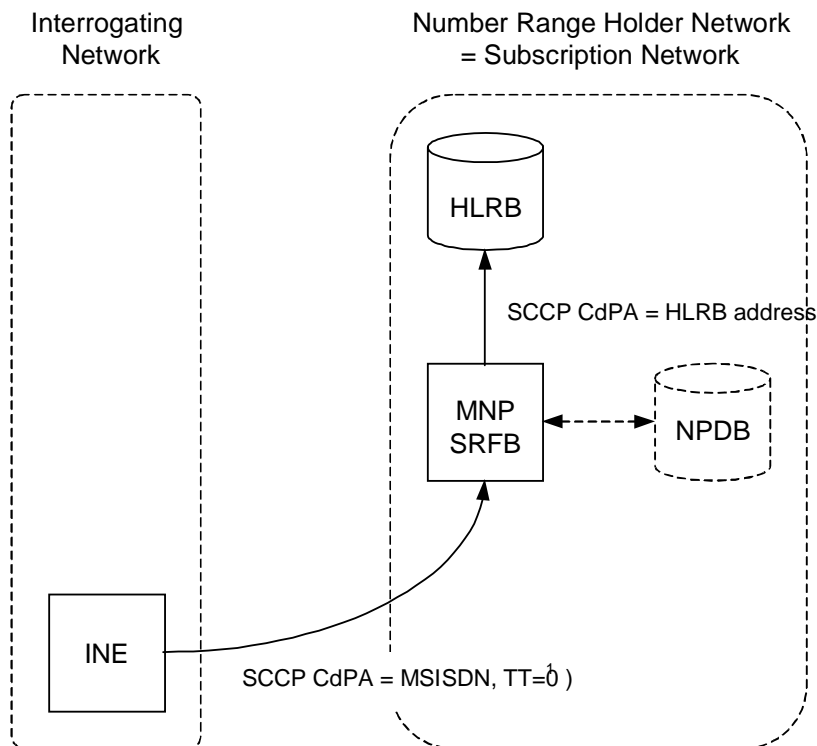 Interrogating
Network
Number Range Holder Network
= Subscription Network
HLRB
SCCP CdPA = HLRB address
MNP
SRFB
NPDB
INE
SCCP CdPA = MSISDN, TT=0¹ )